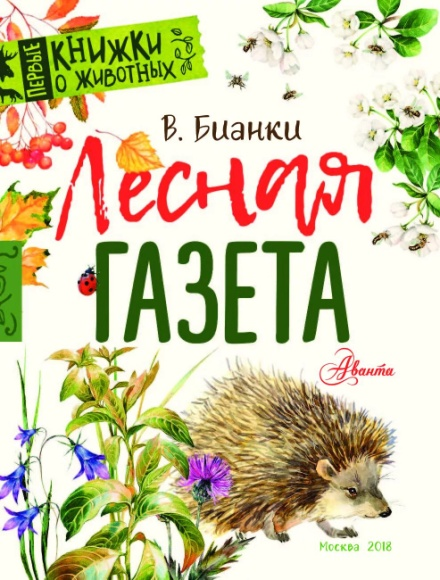 ПЕРВЫЕ
КНИЖКИ
О ЖИВОТНЫХ
В. Бианки
Лесная
ГАЗЕТА
Аванта
Москва 2018